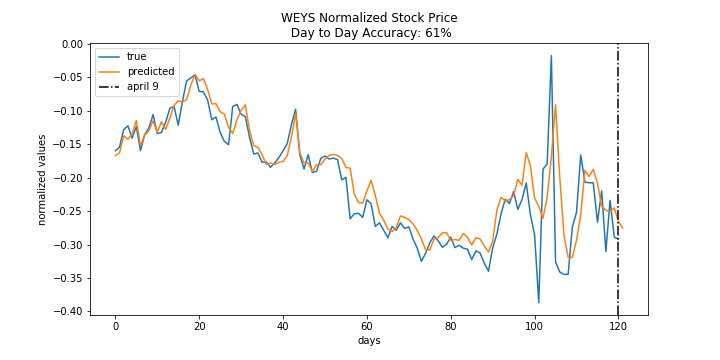 WEYS Normalized Stock Price
Day to Day Accuracy: 61%
true
predicted
april 9
normalized values
0.00
−0.05
−0.10
−0.15
−0.20
−0.25
−0.30
−0.35
−0.40
0 20 40 60 80 100 120
days